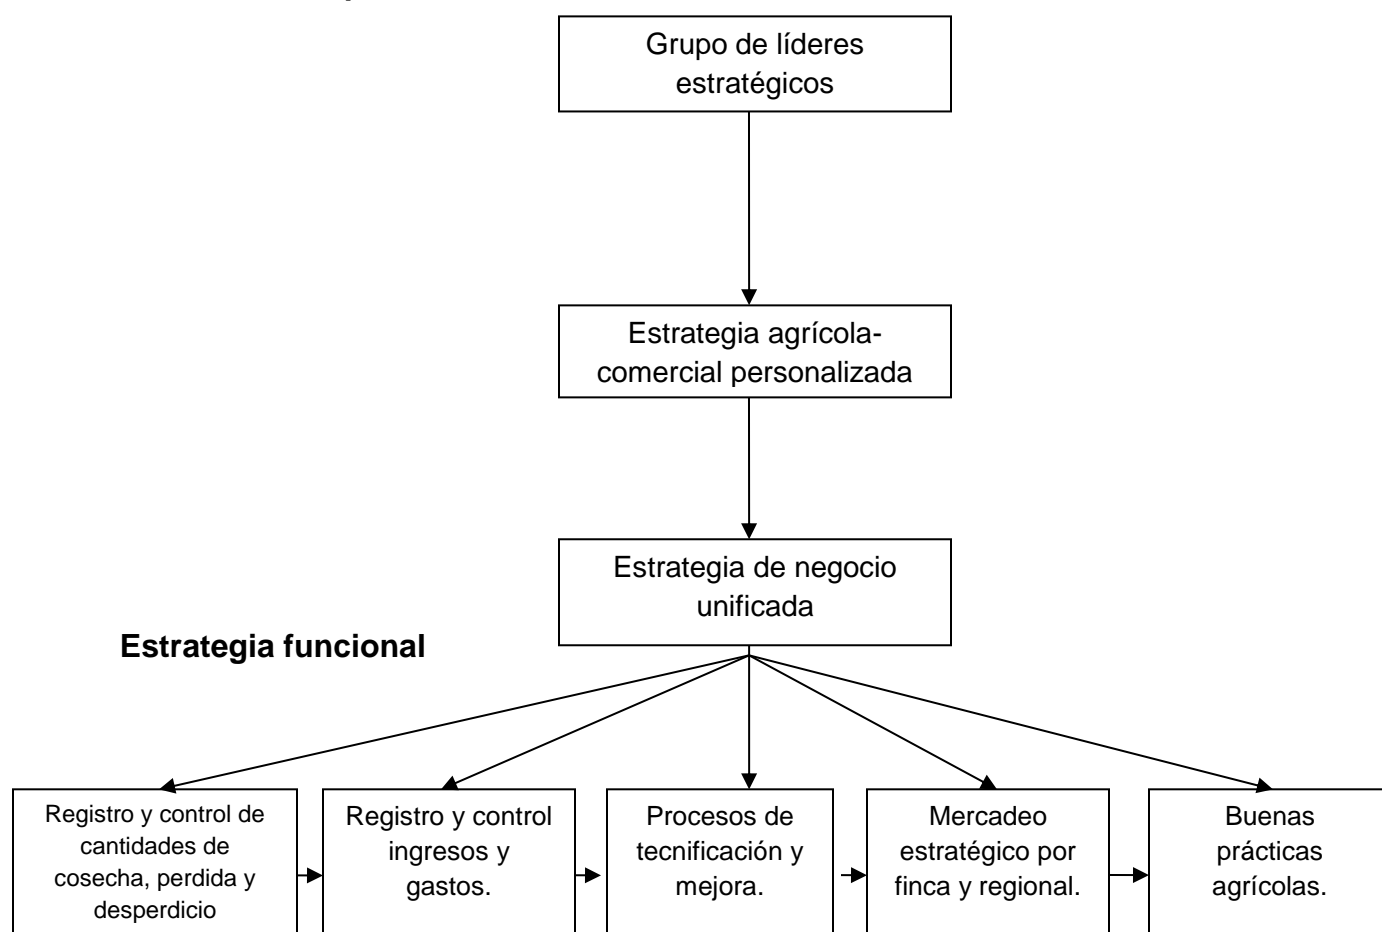 Grupo de líderes
estratégicos
Estrategia agrícola-
comercial personalizada
Estrategia de negocio
unificada
Estrategia funcional
Registro y control de
cantidades de
cosecha, perdida y
desperdicio
Registro y control
ingresos y
gastos.
Procesos de
tecnificación y
mejora.
Mercadeo
estratégico por
finca y regional.
Buenas
prácticas
agrícolas.